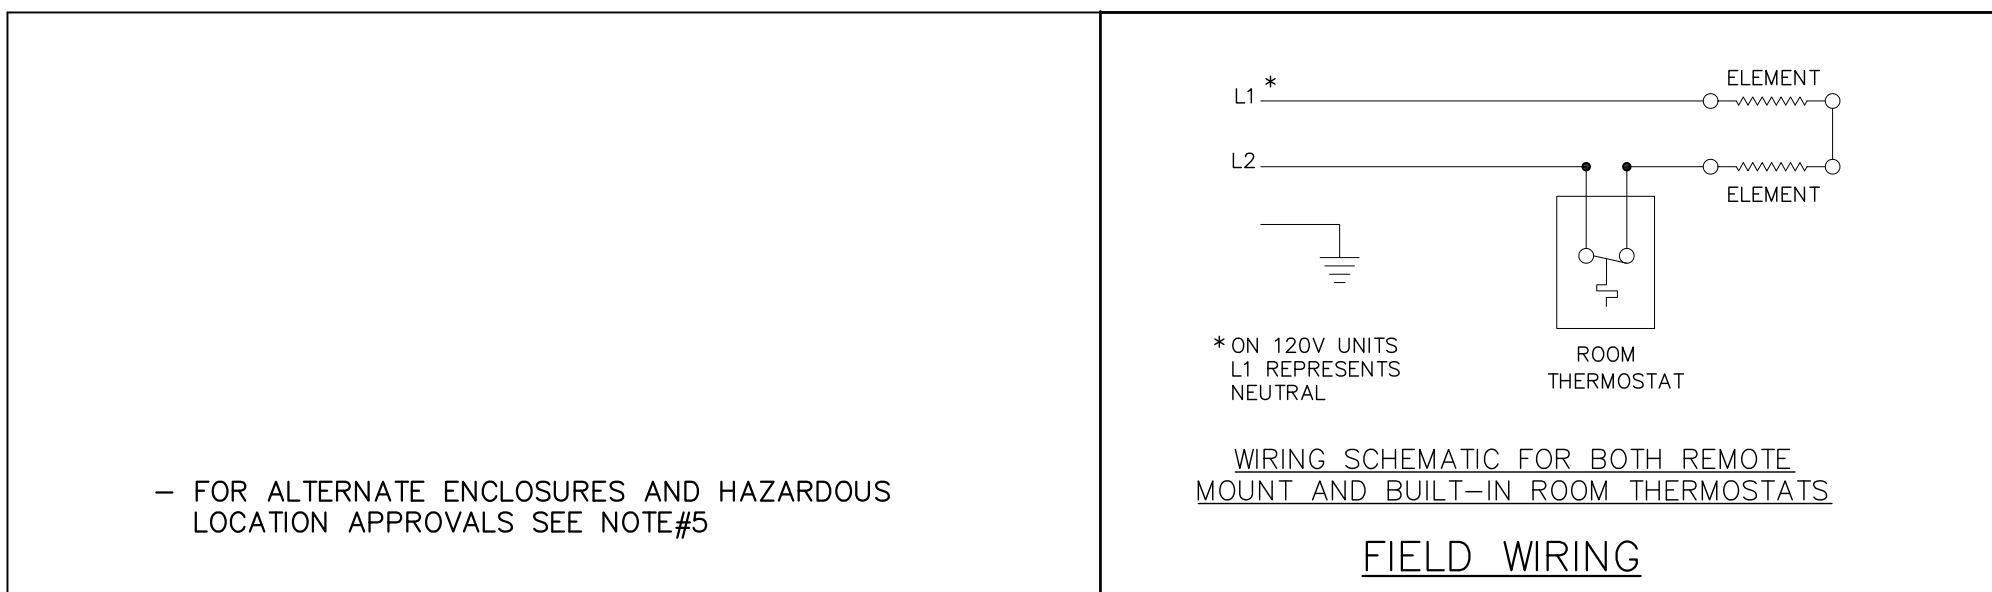 – FOR ALTERNATE ENCLOSURES AND HAZARDOUS
LOCATION APPROVALS SEE NOTE#5
L1 *
ELEMENT
L2
ELEMENT
* ON 120V UNITS
L1 REPRESENTS
NEUTRAL
ROOM
THERMOSTAT
WIRING SCHEMATIC FOR BOTH REMOTE
MOUNT AND BUILT–IN ROOM THERMOSTATS
FIELD WIRING